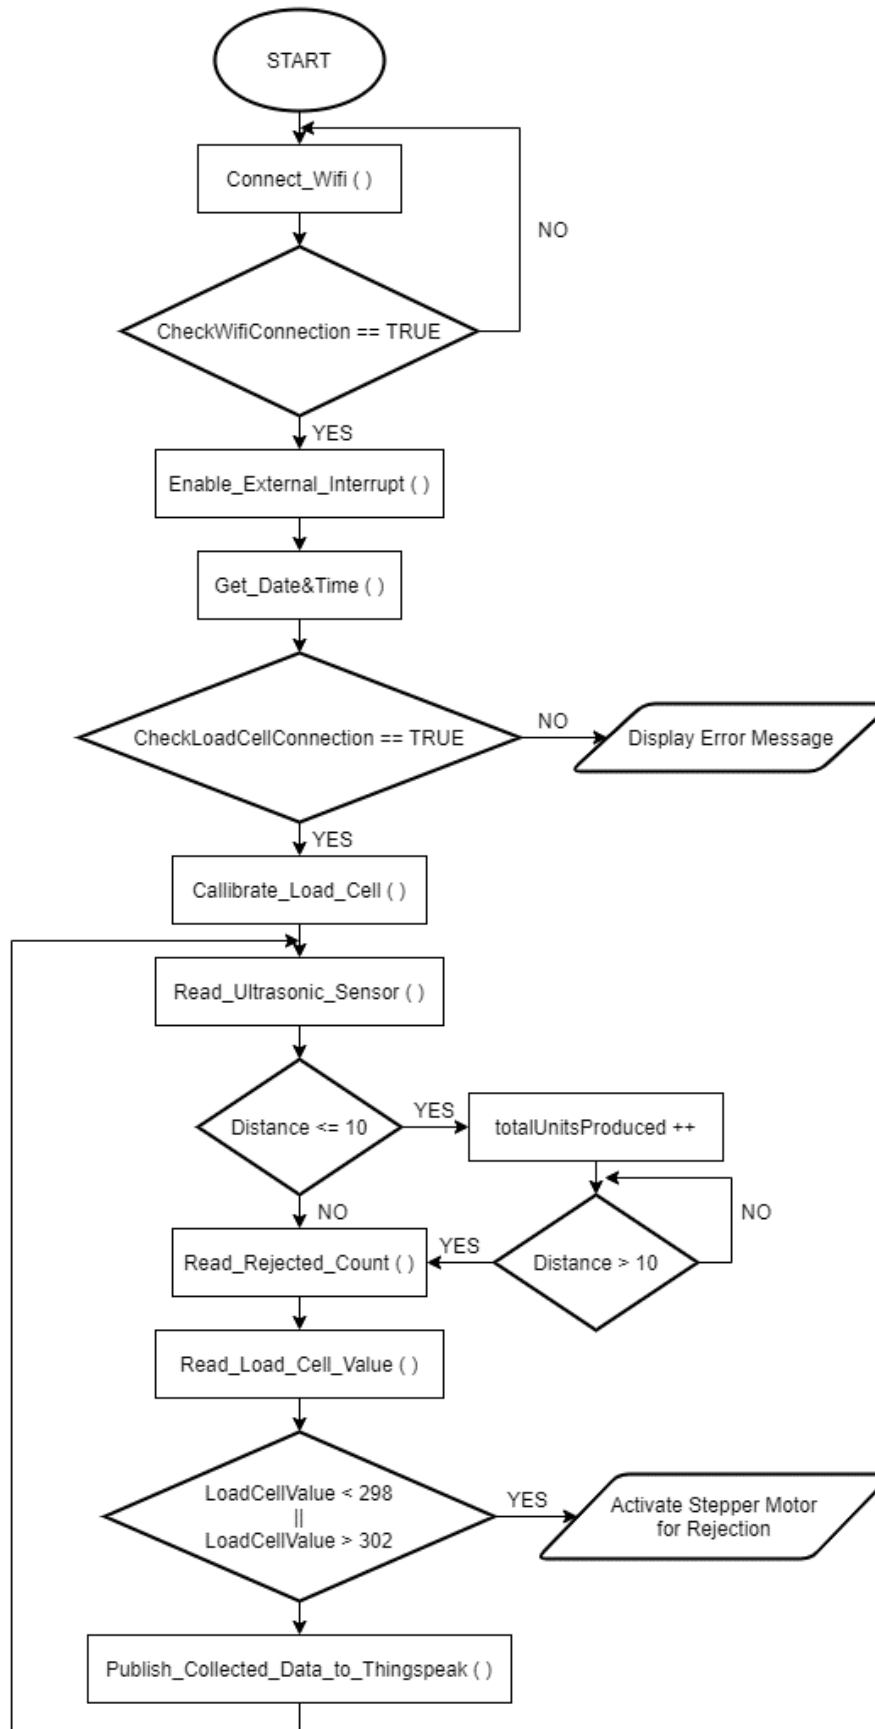 START
Connect_Wifi ( )
NO
CheckWifiConnection == TRUE
YES
Enable_External_Interrupt ( )
Get_Date&Time ( )
CheckLoadCellConnection == TRUE
NO
Display Error Message
YES
Callibrate_Load_Cell ( )
Read_Ultrasonic_Sensor ( )
Distance <= 10
YES
totalUnitsProduced ++
NO
Read_Rejected_Count ( )
YES
Distance > 10
NO
Read_Load_Cell_Value ( )
LoadCellValue < 298
||
LoadCellValue > 302
YES
Activate Stepper Motor
for Rejection
Publish_Collected_Data_to_Thingspeak ( )